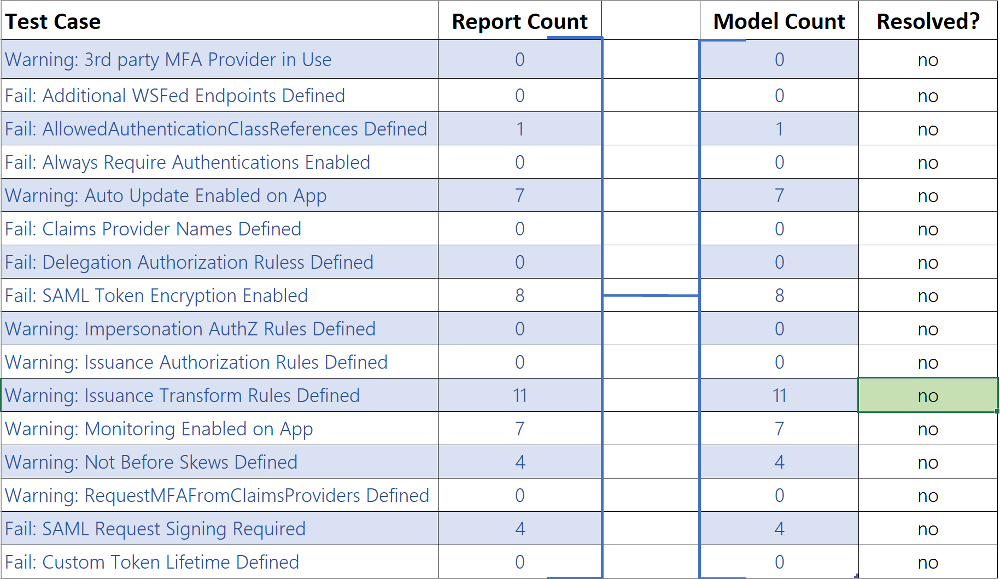 Test Case Report Count Model Count Resolved?
Warning: 3rd party MFA Provider in Use 0 0 no
Fail: Additional WSFed Endpoints Defined 0 0 no
Fail: AllowedAuthenticationClassReferences Defined 1 1 no
Fail: Always Require Authentications Enabled 0 0 no
Warning: Auto Update Enabled on App 7 7 no
Fail: Claims Provider Names Defined 0 0 no
Fail: Delegation Authorization Ruless Defined 0 0 no
Fail: SAML Token Encryption Enabled 8 8 no
Warning: Impersonation AuthZ Rules Defined 0 0 no
Warning: Issuance Authorization Rules Defined 0 0 no
Warning: Issuance Transform Rules Defined 11 11 no
Warning: Monitoring Enabled on App 7 7 no
Warning: Not Before Skews Defined 4 4 no
Warning: RequestMFAFromClaimsProviders Defined 0 0 no
Fail: SAML Request Signing Required 4 4 no
Fail: Custom Token Lifetime Defined 0 0 no